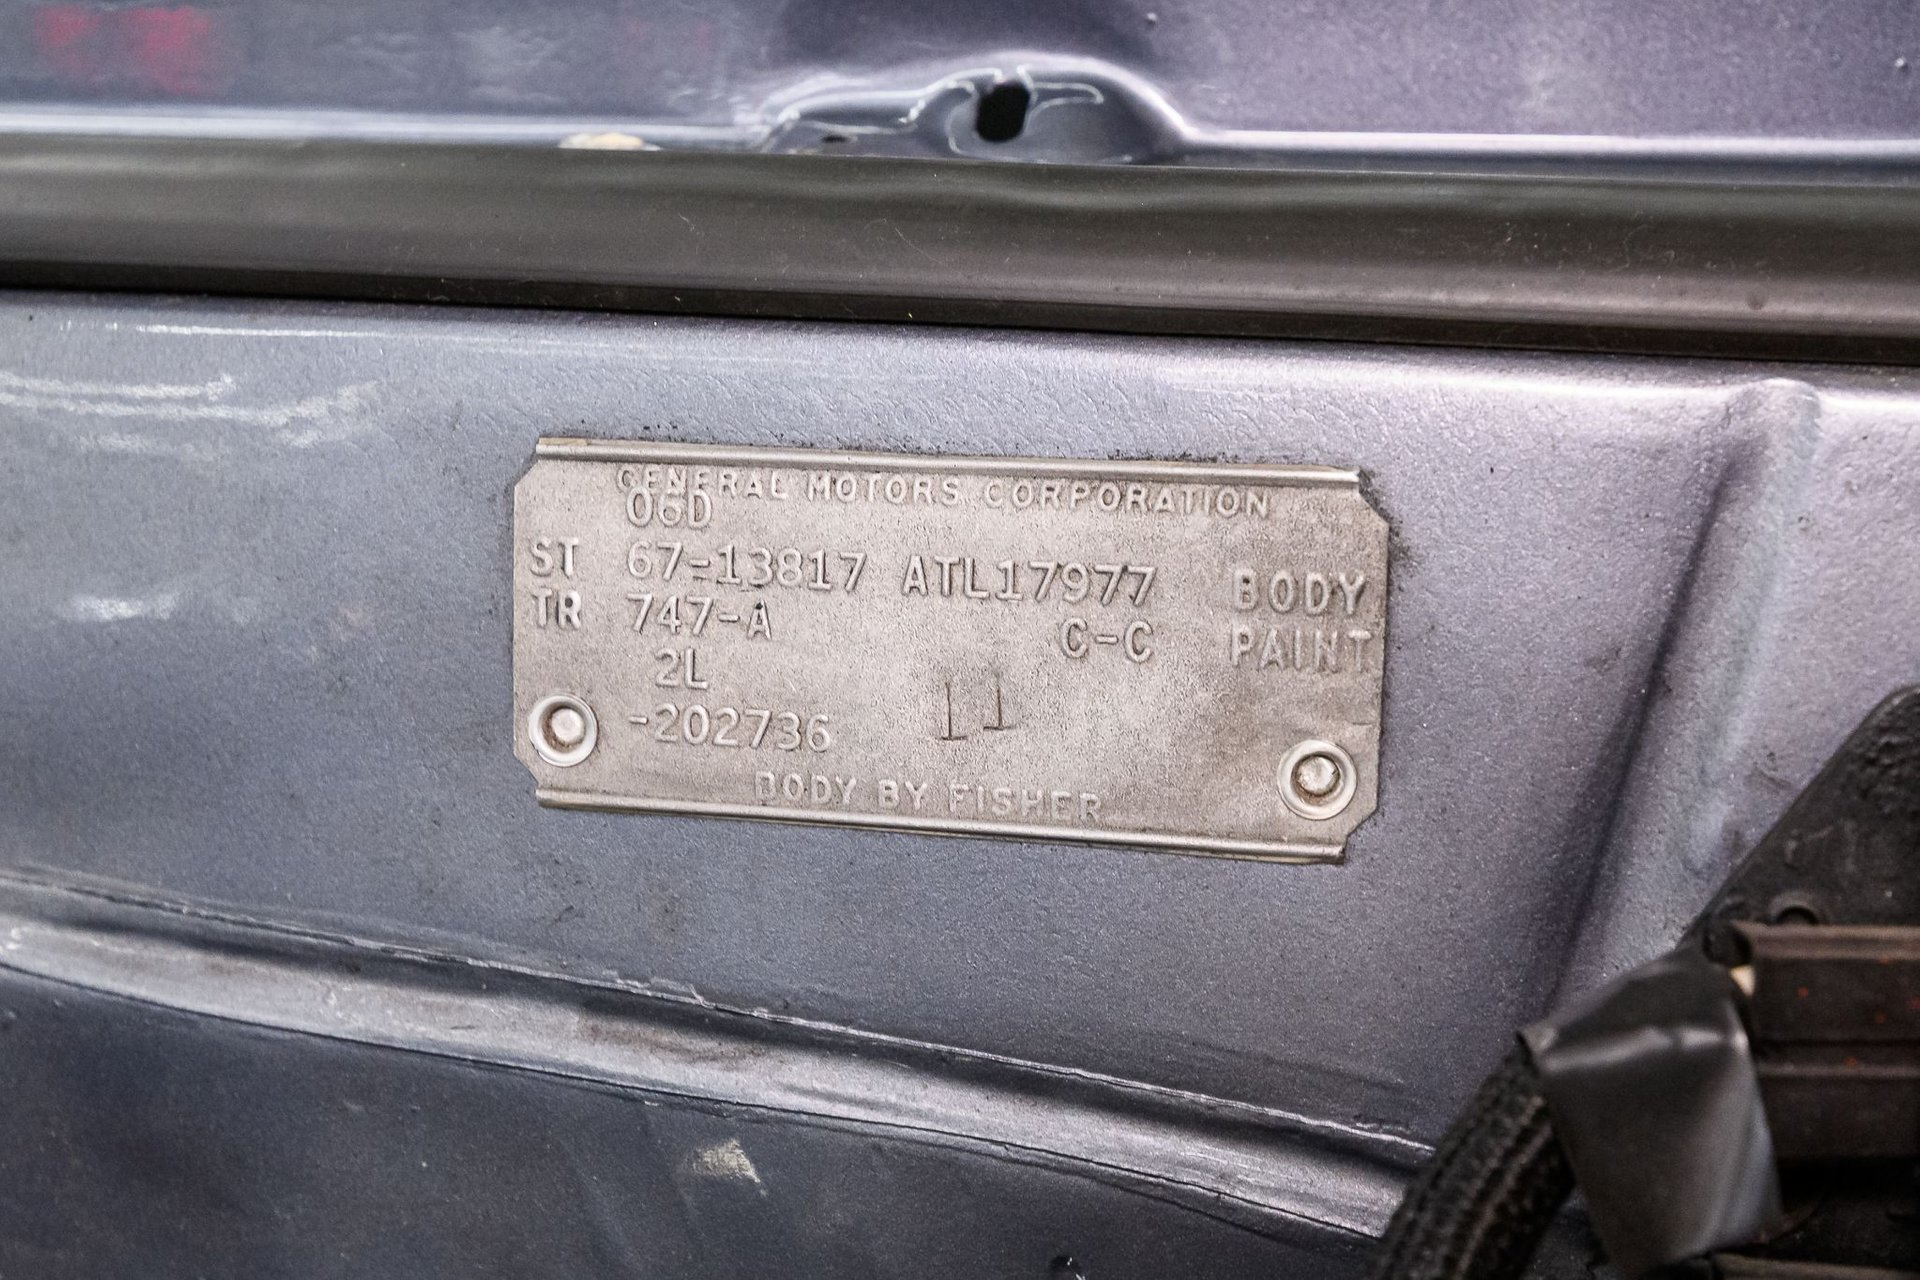 GENERAL MOTORS CORPORATION
06D
ST 67-13817 ATL17977 BODY
TR 747-A C-C PAINT
2L
-202736
BODY BY FISHER